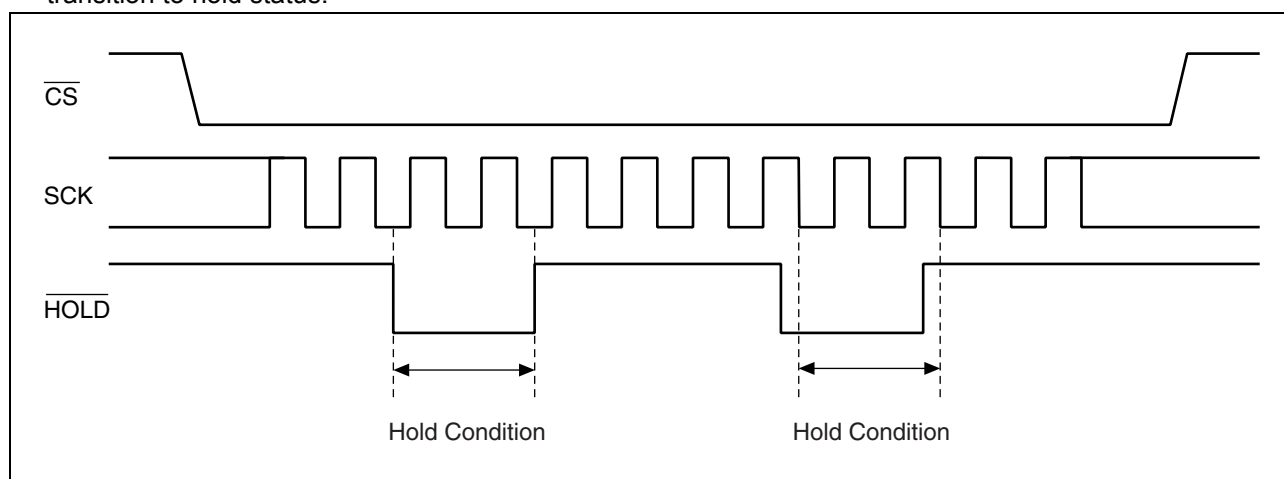 transition to hold status.
CS
SCK
HOLD
Hold Condition Hold Condition